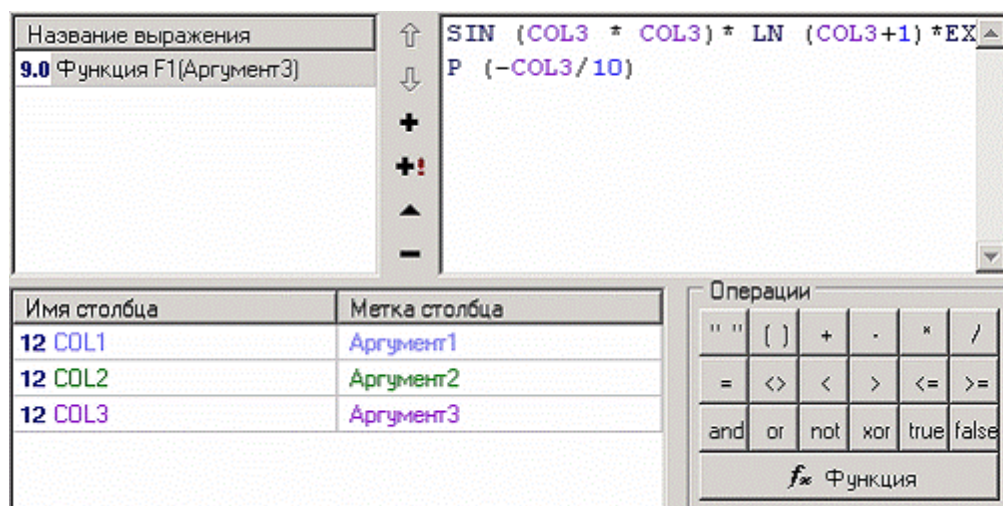 Название выражения
9.0 Функция F1(Аргумент3)
SIN (COL3 * COL3)* LN (COL3+1)*EX
P (-COL3/10)
Имя столбца Метка столбца
12 COL1 Аргумент1
12 COL2 Аргумент2
12 COL3 Аргумент3
Операции
" " ( ) + - * /
= <> < > <= >=
and or not xor true false
fx Функция